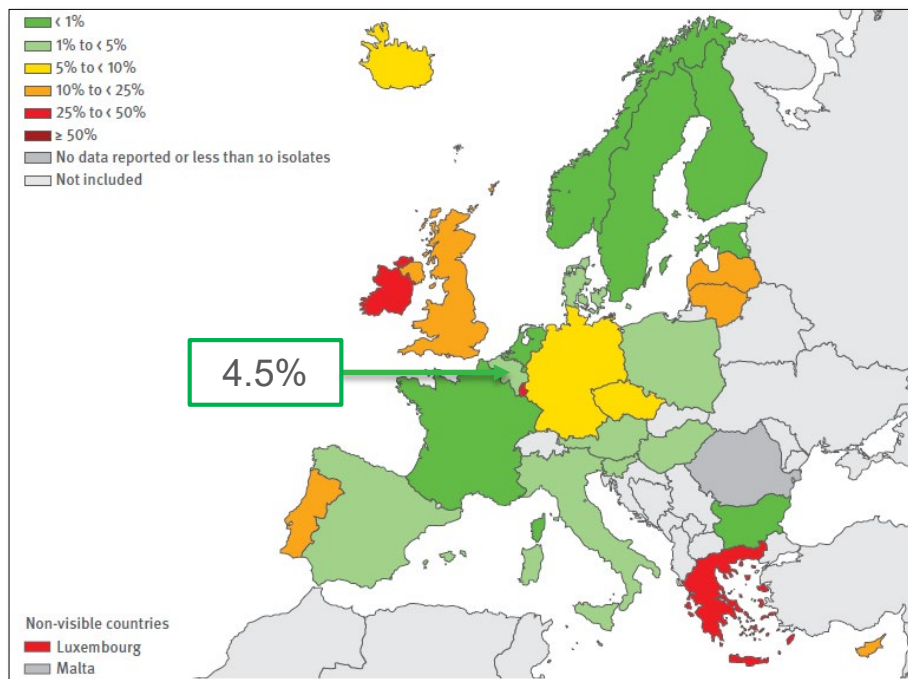 < 1%
1% to < 5%
5% to < 10%
10% to < 25%
25% to < 50%
≥ 50%
No data reported or less than 10 isolates
Not included
4.5%
Non-visible countries
Luxembourg
Malta